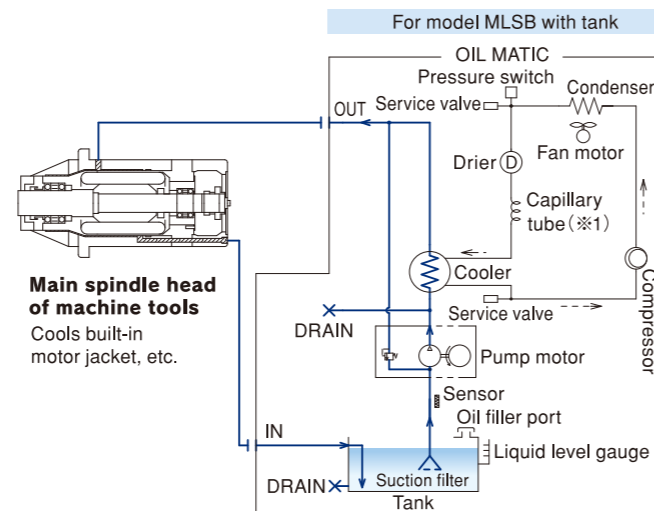 For model MLSB with tank
OIL MATIC
Pressure switch
Condenser
Service valve
OUT
Fan motor
Drier
D
Capillary
tube(※1)
Cooler
Compressor
Service valve
Main spindle head
of machine tools
Cools built-in
motor jacket, etc.
DRAIN
Pump motor
Sensor
Oil filler port
IN
Liquid level gauge
Suction filter
DRAIN
Tank